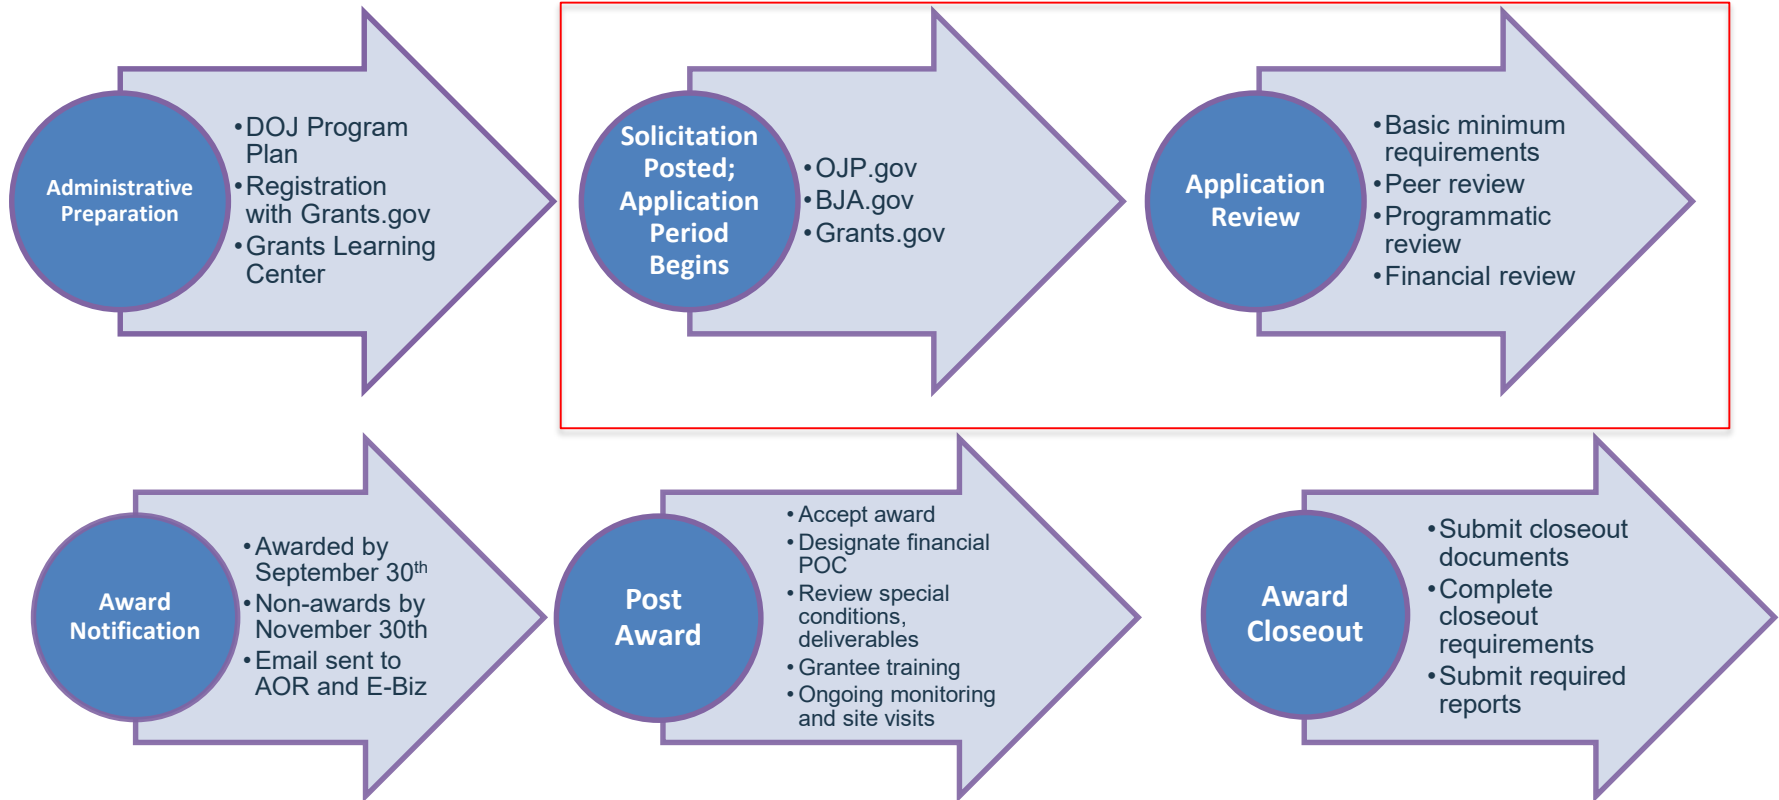 Administrative
Preparation
•DOJ Program
Plan
•Registration
with Grants.gov
•Grants Learning
Center
Solicitation
Posted;
Application
Period
Begins
•OJP.gov
•BJA.gov
•Grants.gov
Application
Review
•Basic minimum
requirements
•Peer review
•Programmatic
review
•Financial review
Award
Notification
•Awarded by
September 30th
•Non-awards by
November 30th
•Email sent to
AOR and E-Biz
Post
Award
•Accept award
•Designate financial
POC
•Review special
conditions,
deliverables
•Grantee training
•Ongoing monitoring
and site visits
Award
Closeout
•Submit closeout
documents
•Complete
closeout
requirements
•Submit required
reports